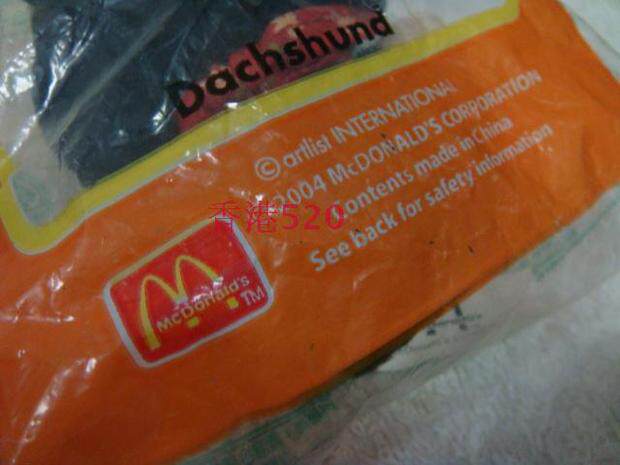 Dachshund
© artlist INTERNATIONAL
2004 McDONALD'S CORPORATION
Contents made in China
See back for safety information
香港520
McDonald's
TM